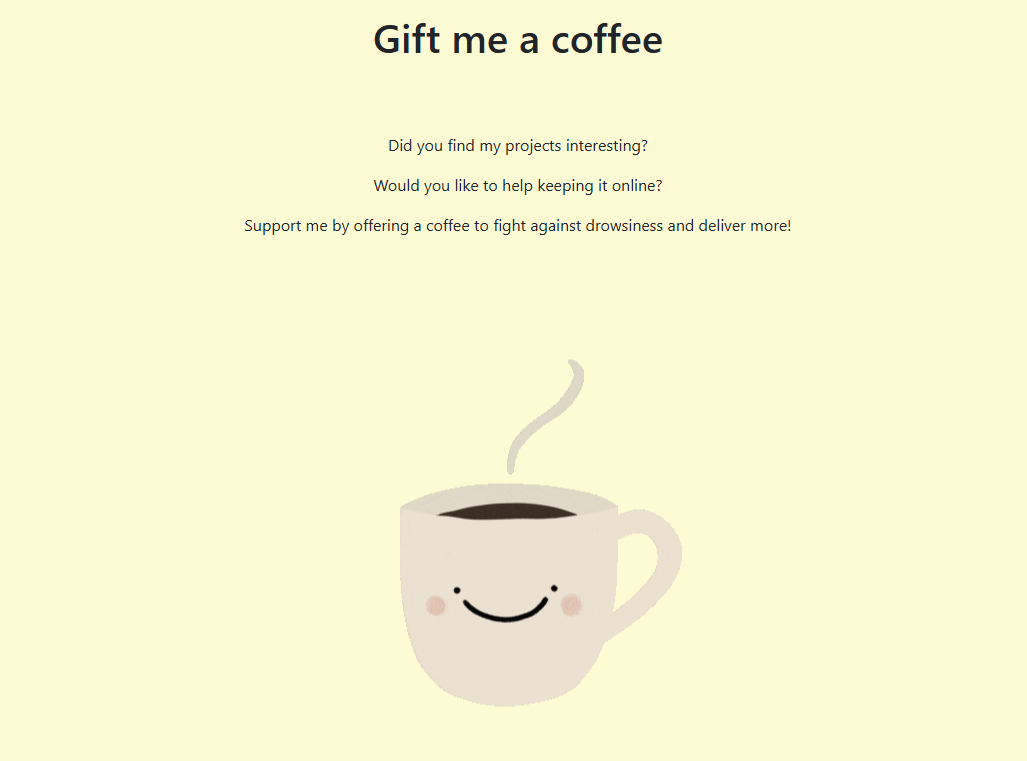 Gift me a coffee
Did you find my projects interesting?
Would you like to help keeping it online?
Support me by offering a coffee to fight against drowsiness and deliver more!